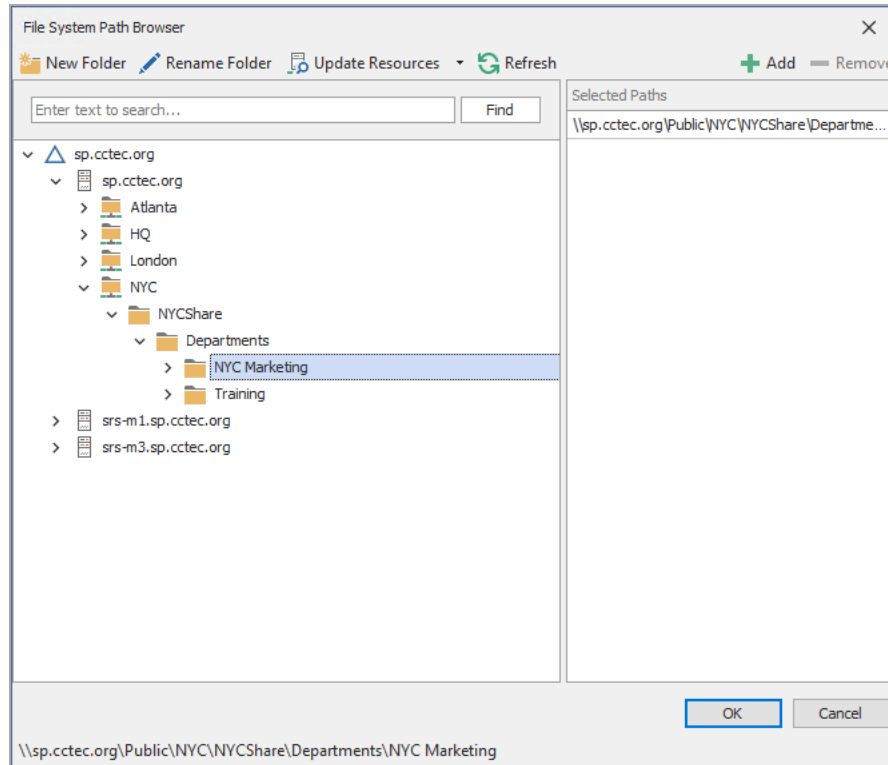 File System Path Browser
New Folder Rename Folder Update Resources Refresh Add Remove
Enter text to search... Find
Selected Paths
\\sp.cctec.org\Public\NYC\NYCShare\Departme...
sp.cctec.org
sp.cctec.org
Atlanta
HQ
London
NYC
NYCShare
Departments
NYC Marketing
Training
srs-m1.sp.cctec.org
srs-m3.sp.cctec.org
OK Cancel
\\sp.cctec.org\Public\NYC\NYCShare\Departments\NYC Marketing